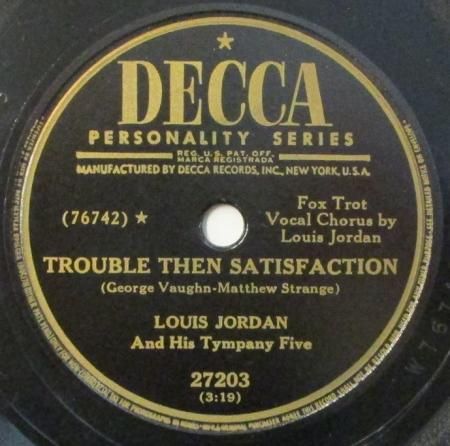 DECCA
PERSONALITY SERIES
REG. U.S. PAT. OFF.
MARCA REGISTRADA
MANUFACTURED BY DECCA RECORDS, INC., NEW YORK, U.S.A.
(76742) ★
Fox Trot
Vocal Chorus by
Louis Jordan
TROUBLE THEN SATISFACTION
(George Vaughn-Matthew Strange)
LOUIS JORDAN
And His Tympany Five
27203
(3:19)